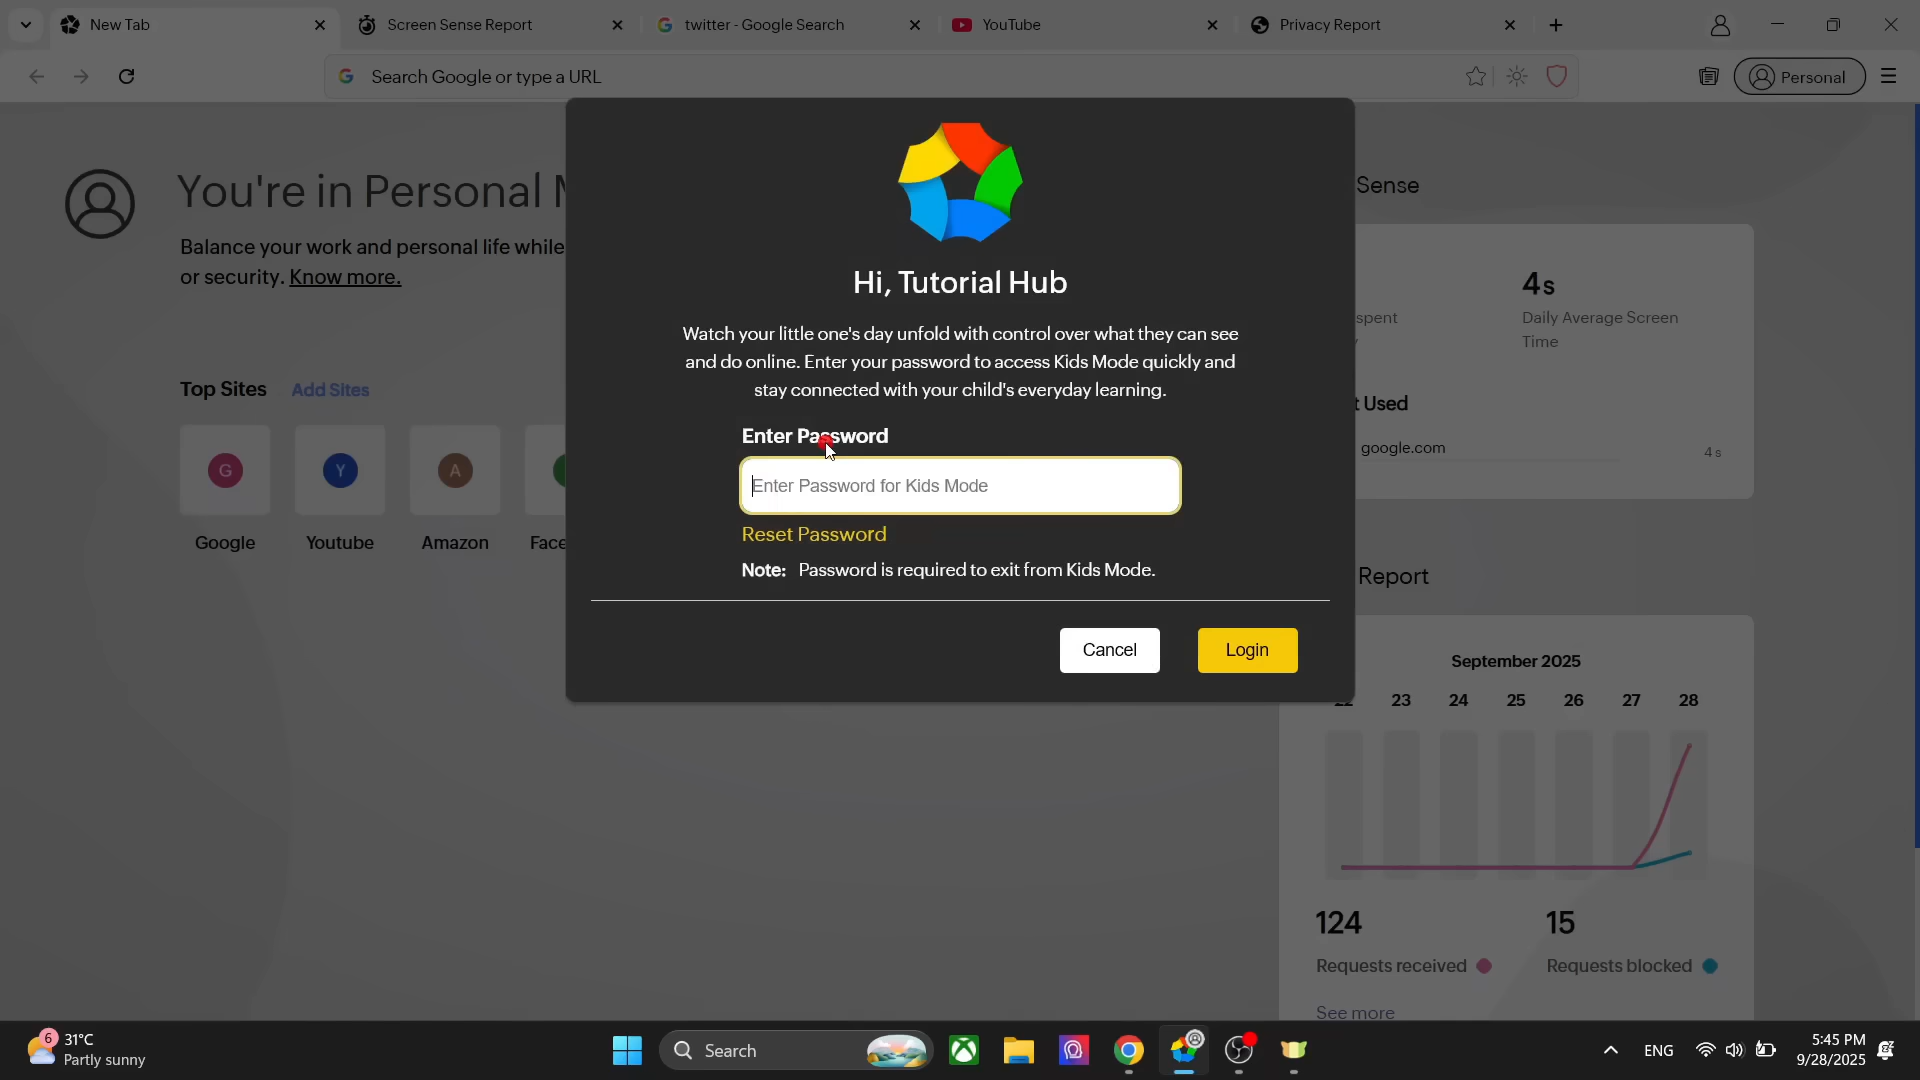 New Tab
Screen Sense Report
twitter - Google Search
YouTube
Privacy Report
Search Google or type a URL
Personal
You're in Personal M
Balance your work and personal life while
or security. Know more.
Top Sites
Add Sites
G
Y
A
Google
Youtube
Amazon
Face
Hi, Tutorial Hub
Watch your little one's day unfold with control over what they can see
and do online. Enter your password to access Kids Mode quickly and
stay connected with your child's everyday learning.
Enter Password
Enter Password for Kids Mode
Reset Password
Note: Password is required to exit from Kids Mode.
Cancel
Login
Sense
4s
spent
Daily Average Screen
Time
t Used
google.com
4 s
Report
September 2025
22 23 24 25 26 27 28
124
15
Requests received
Requests blocked
See more
6
31°C
Partly sunny
Search
ENG
5:45 PM
9/28/2025